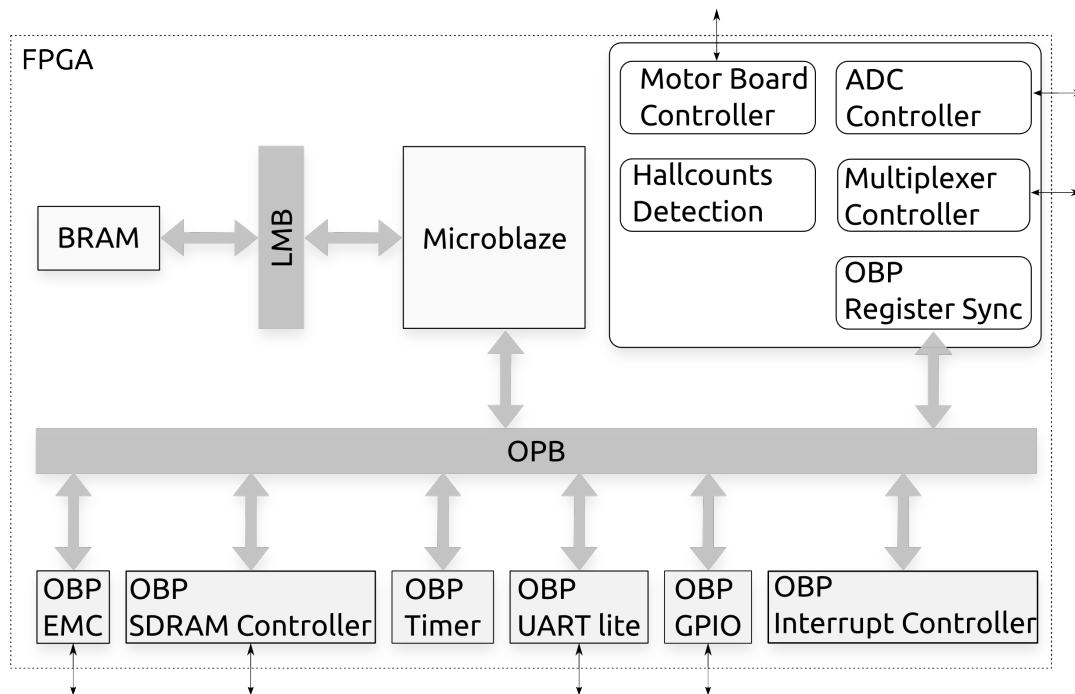 FPGA
Motor Board
Controller
ADC
Controller
Hallcounts
Detection
Multiplexer
Controller
OBP
Register Sync
BRAM
LMB
Microblaze
OPB
OBP
EMC
OBP
SDRAM Controller
OBP
Timer
OBP
UART lite
OBP
GPIO
OBP
Interrupt Controller